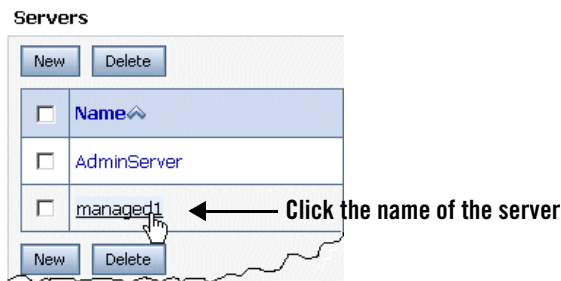 Servers
New Delete
Name
AdminServer
managed1 Click the name of the server
New Delete